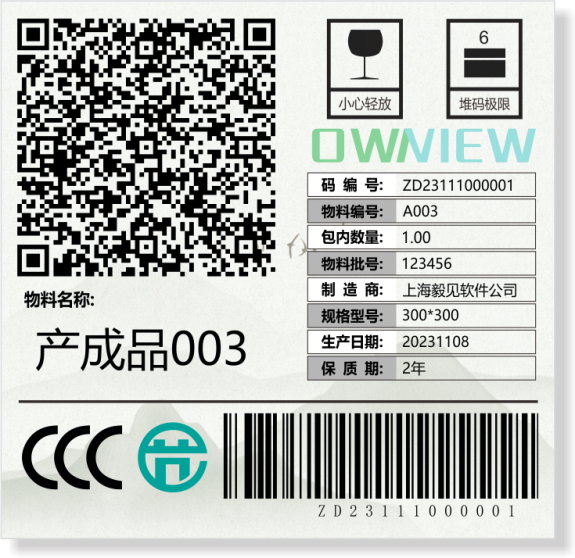 6
小心轻放
堆码极限
OWNVIEW
码 编 号: ZD23111000001
物料编号: A003
包内数量: 1.00
物料批号: 123456
制 造 商: 上海毅见软件公司
规格型号: 300*300
生产日期: 20231108
保 质 期: 2年
物料名称:
产成品003
CCC
节
ZD23111000001